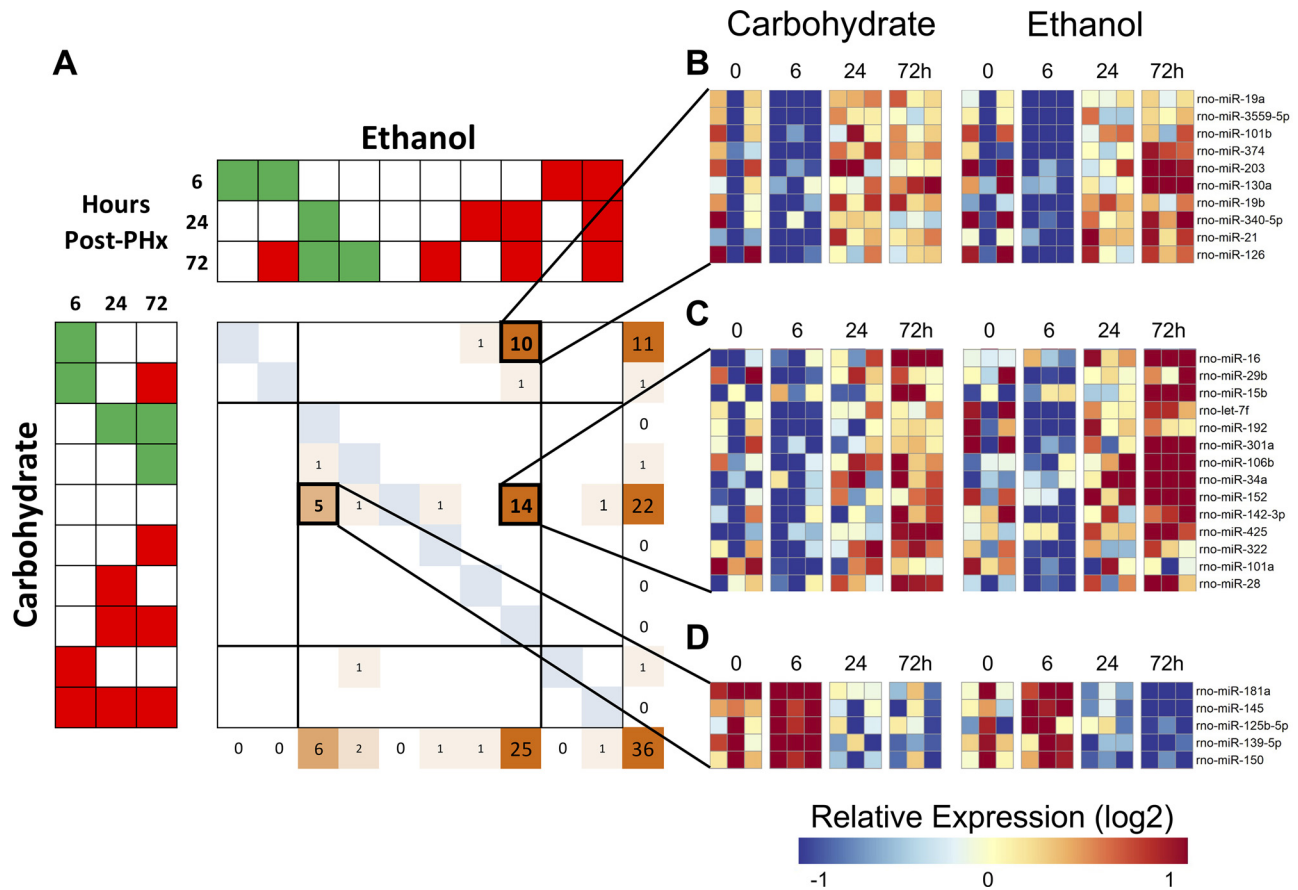 A
Ethanol
Hours
Post-PHx
6
24
72
6 24 72
Carbohydrate
1 10 11
1 1
0
1 1
5 1 1 14 1 22
0
0
0
1 1
0
0 0 6 2 0 1 1 25 0 1 36
Carbohydrate Ethanol
B
0 6 24 72h 0 6 24 72h
rno-miR-19a
rno-miR-3559-5p
rno-miR-101b
rno-miR-374
rno-miR-203
rno-miR-130a
rno-miR-19b
rno-miR-340-5p
rno-miR-21
rno-miR-126
C
0 6 24 72h 0 6 24 72h
rno-miR-16
rno-miR-29b
rno-miR-15b
rno-let-7f
rno-miR-192
rno-miR-301a
rno-miR-106b
rno-miR-34a
rno-miR-152
rno-miR-142-3p
rno-miR-425
rno-miR-322
rno-miR-101a
rno-miR-28
D
0 6 24 72h 0 6 24 72h
rno-miR-181a
rno-miR-145
rno-miR-125b-5p
rno-miR-139-5p
rno-miR-150
Relative Expression (log2)
-1 0 1